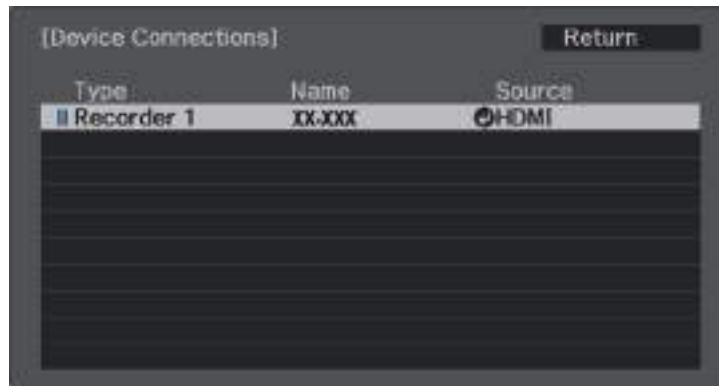 [Device Connections] Return
Type Name Source
Recorder 1 XX-XXX HDMI